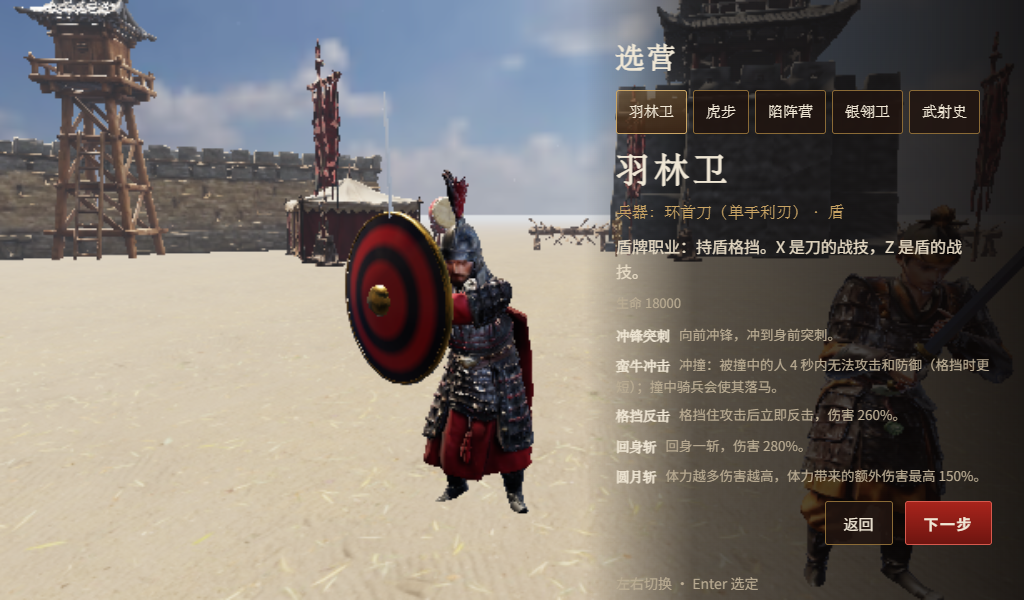 选营
羽林卫 虎步 陷阵营 银翎卫 武射史
羽林卫
兵器：环首刀（单手利刃） · 盾
盾牌职业：持盾格挡。X 是刀的战技，Z 是盾的战
技。
生命 18000
冲锋突刺 向前冲锋，冲到身前突刺。
蛮牛冲击 冲撞：被撞中的人 4 秒内无法攻击和防御（格挡时更
短）；撞中骑兵会使其落马。
格挡反击 格挡住攻击后立即反击，伤害 260%。
回身斩 回身一斩，伤害 280%。
圆月斩 体力越多伤害越高，体力带来的额外伤害最高 150%。
返回 下一步
左右切换 · Enter 选定